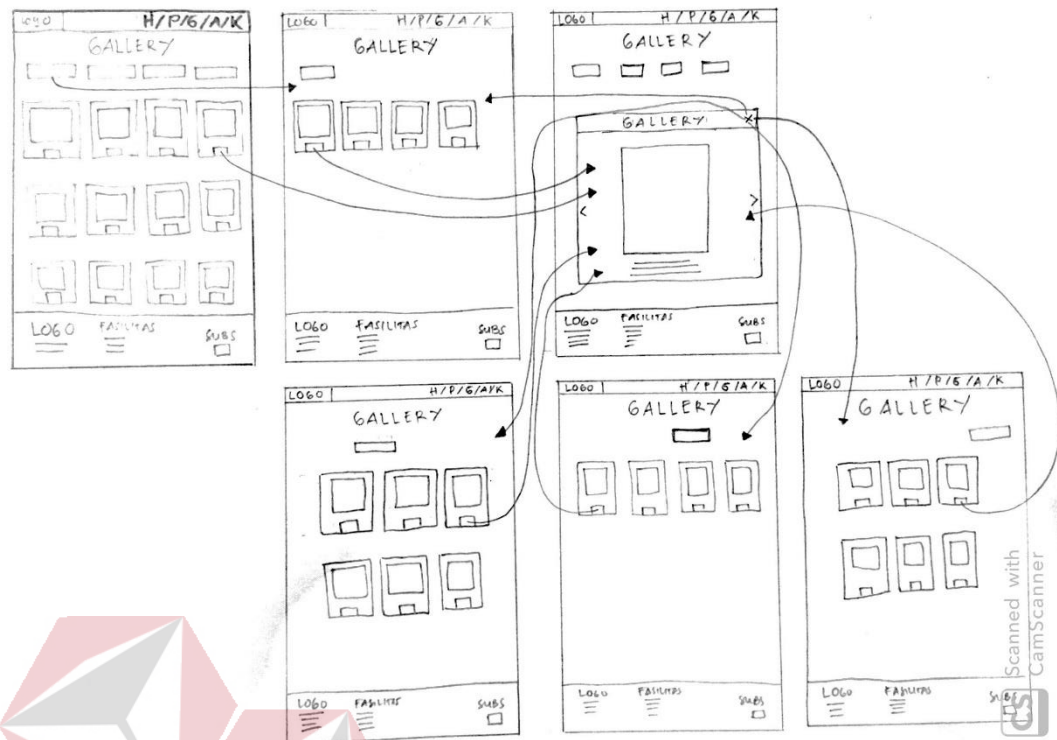 LOGO H/P/G/A/K
GALLERY
LOGO FASILITAS SUBS
LOGO H/P/G/A/K
GALLERY
LOGO FASILITAS SUBS
LOGO H/P/G/A/K
GALLERY
GALLERY X
< >
LOGO FASILITAS SUBS
LOGO H/P/G/A/K
GALLERY
LOGO FASILITAS SUBS
LOGO H/P/G/A/K
GALLERY
LOGO FASILITAS SUBS
LOGO H/P/G/A/K
GALLERY
LOGO FASILITAS SUBS
CS Scanned with
CamScanner